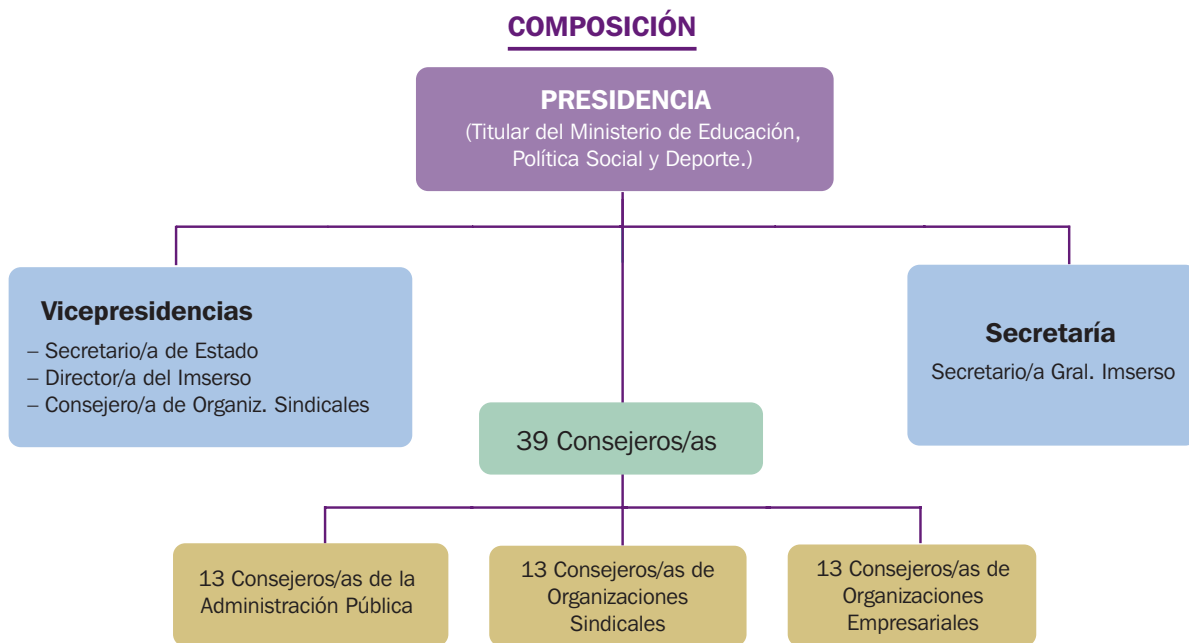 COMPOSICIÓN
PRESIDENCIA
(Titular del Ministerio de Educación,
Política Social y Deporte.)
Vicepresidencias
– Secretario/a de Estado
– Director/a del Imserso
– Consejero/a de Organiz. Sindicales
Secretaría
Secretario/a Gral. Imserso
39 Consejeros/as
13 Consejeros/as de la
Administración Pública
13 Consejeros/as de
Organizaciones
Sindicales
13 Consejeros/as de
Organizaciones
Empresariales